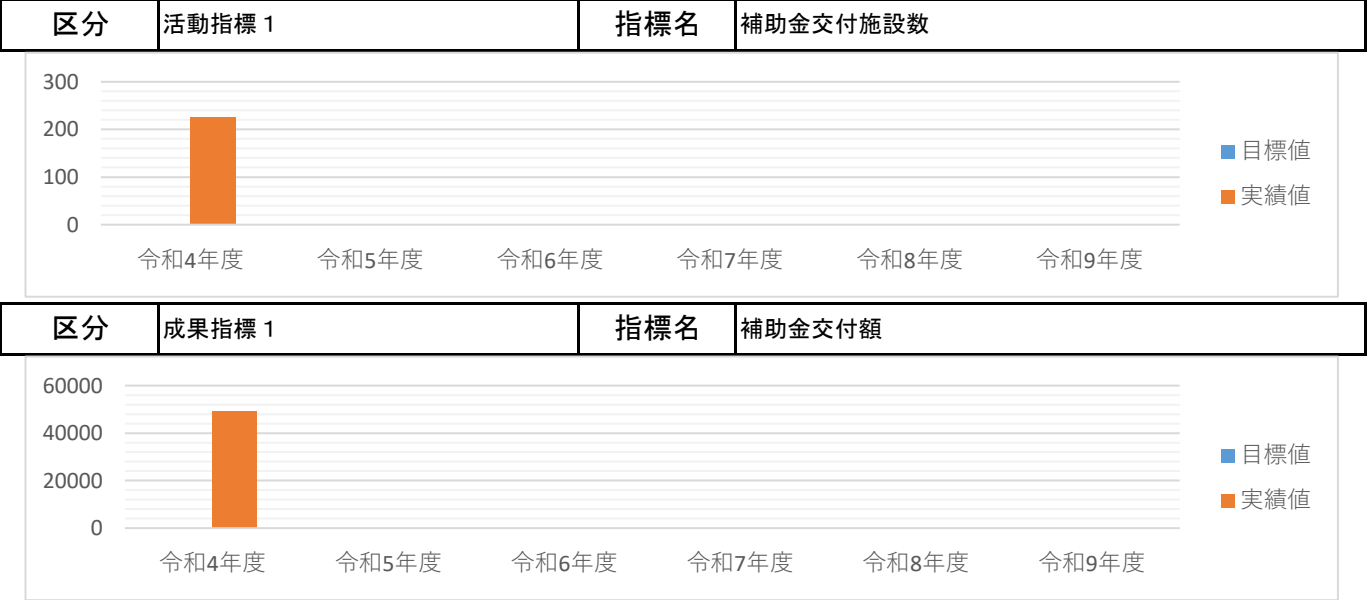 区分 活動指標１ 指標名 補助金交付施設数
300
200
100
0
令和4年度 令和5年度 令和6年度 令和7年度 令和8年度 令和9年度
目標値
実績値
区分 成果指標１ 指標名 補助金交付額
60000
40000
20000
0
令和4年度 令和5年度 令和6年度 令和7年度 令和8年度 令和9年度
目標値
実績値